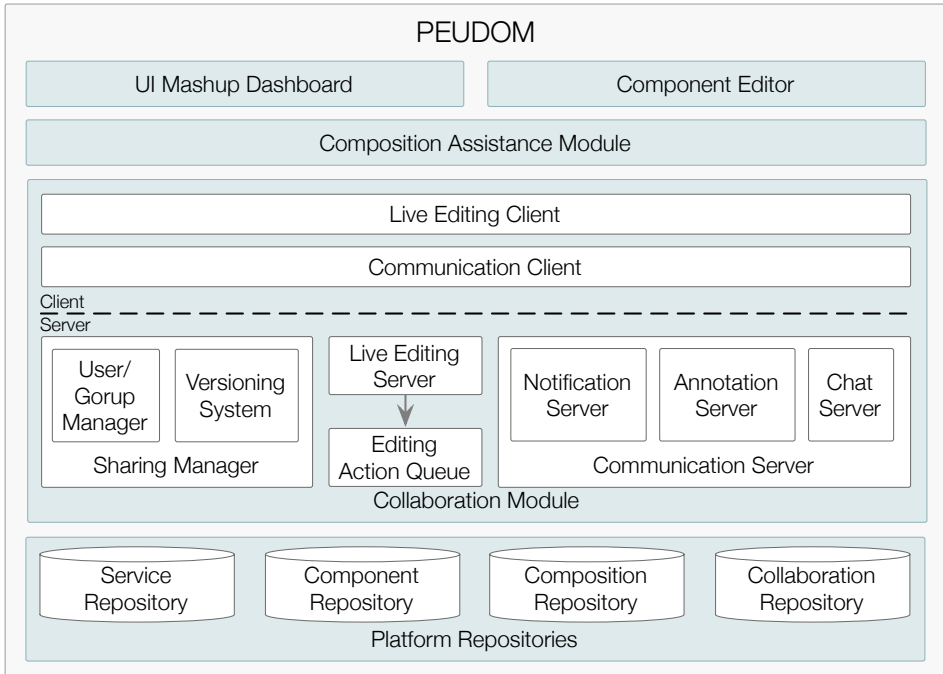 PEUDOM
UI Mashup Dashboard
Component Editor
Composition Assistance Module
Live Editing Client
Communication Client
Client
Server
User/
Gorup
Manager
Versioning
System
Sharing Manager
Live Editing
Server
Editing
Action Queue
Notification
Server
Annotation
Server
Chat
Server
Communication Server
Collaboration Module
Service
Repository
Component
Repository
Composition
Repository
Collaboration
Repository
Platform Repositories